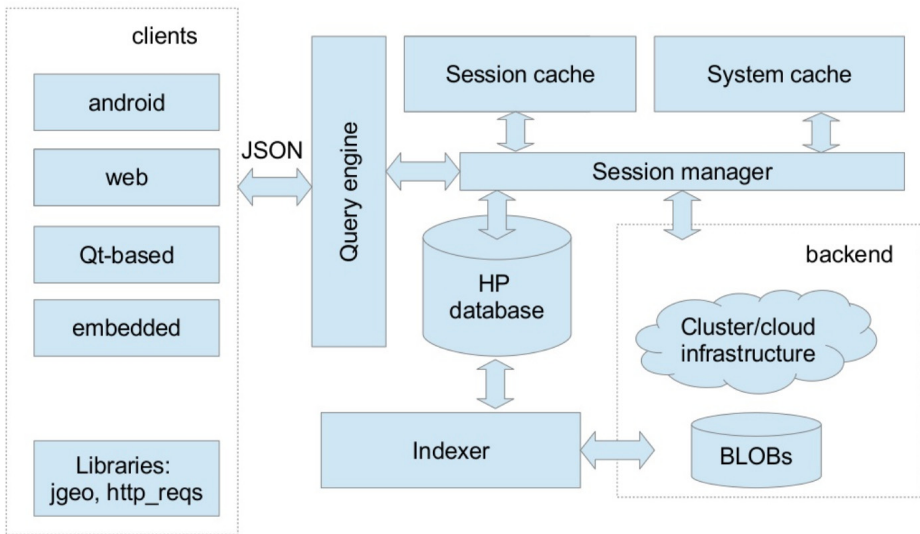 clients
android
web
Qt-based
embedded
Libraries:
jgeo, http_reqs
JSON
Query engine
Session cache
System cache
Session manager
HP
database
Indexer
backend
Cluster/cloud
infrastructure
BLOBs